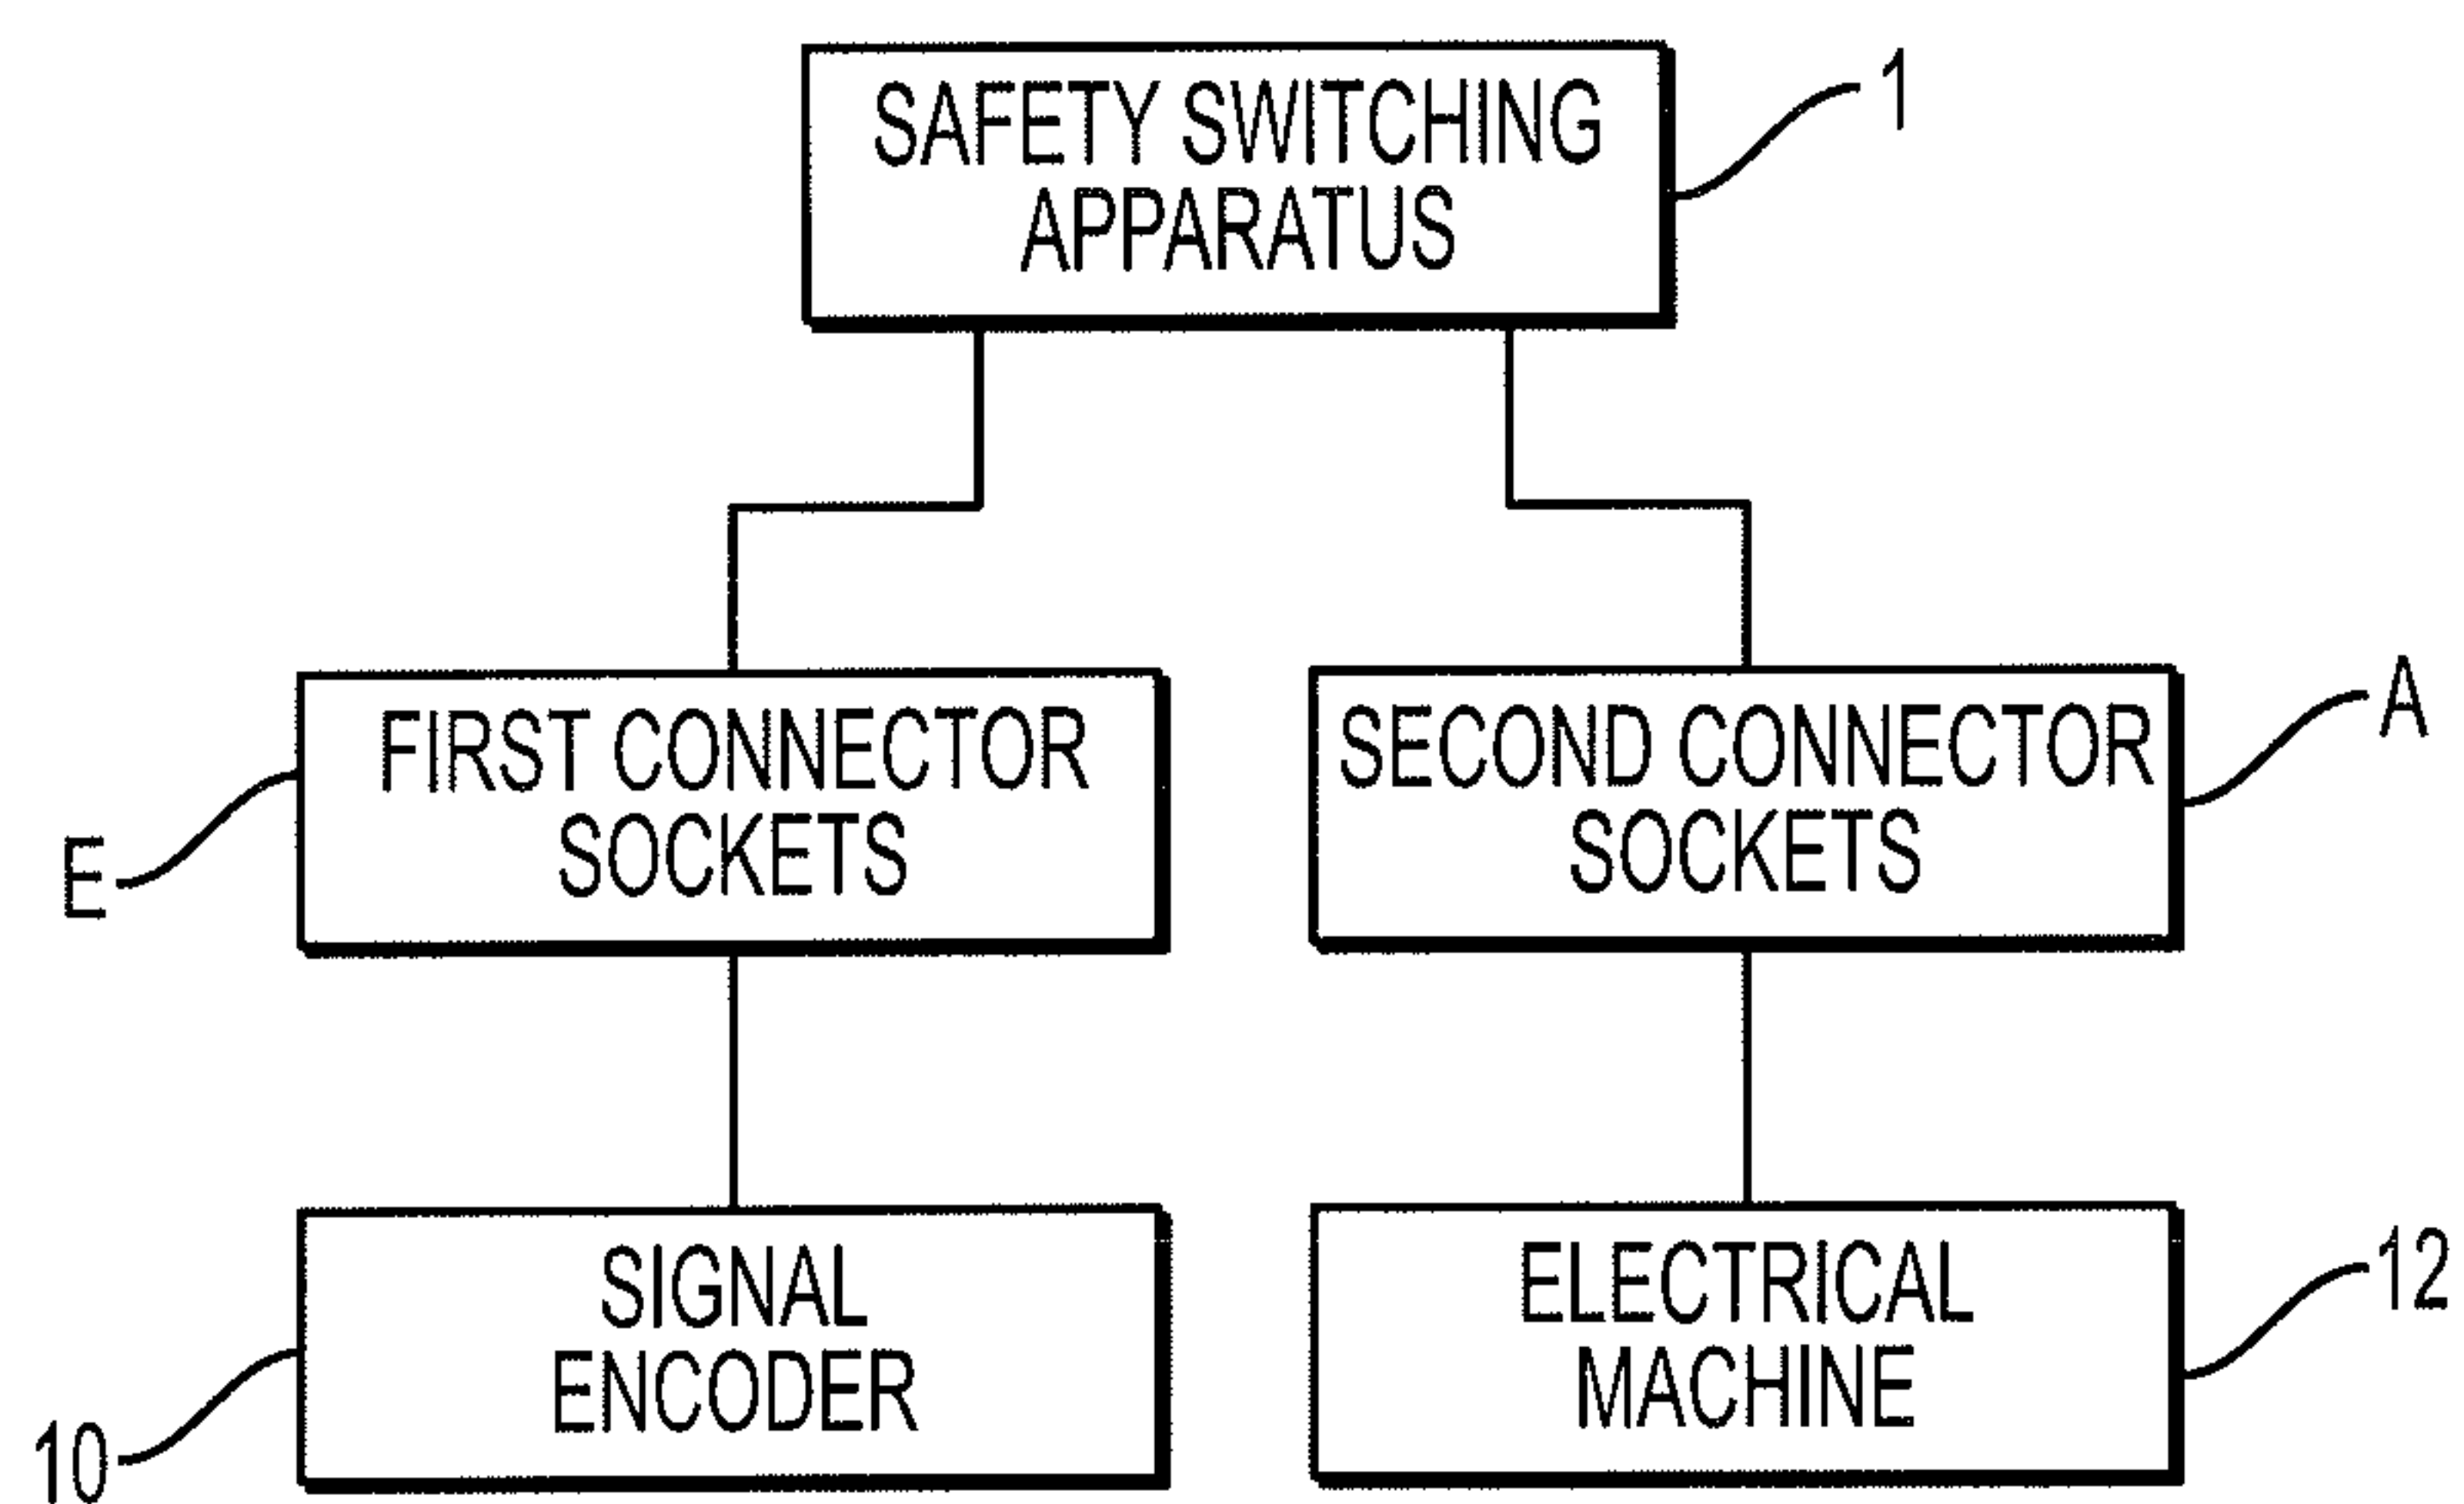 SAFETY SWITCHING
APPARATUS
1
FIRST CONNECTOR
SOCKETS
E
SECOND CONNECTOR
SOCKETS
A
SIGNAL
ENCODER
10
ELECTRICAL
MACHINE
12